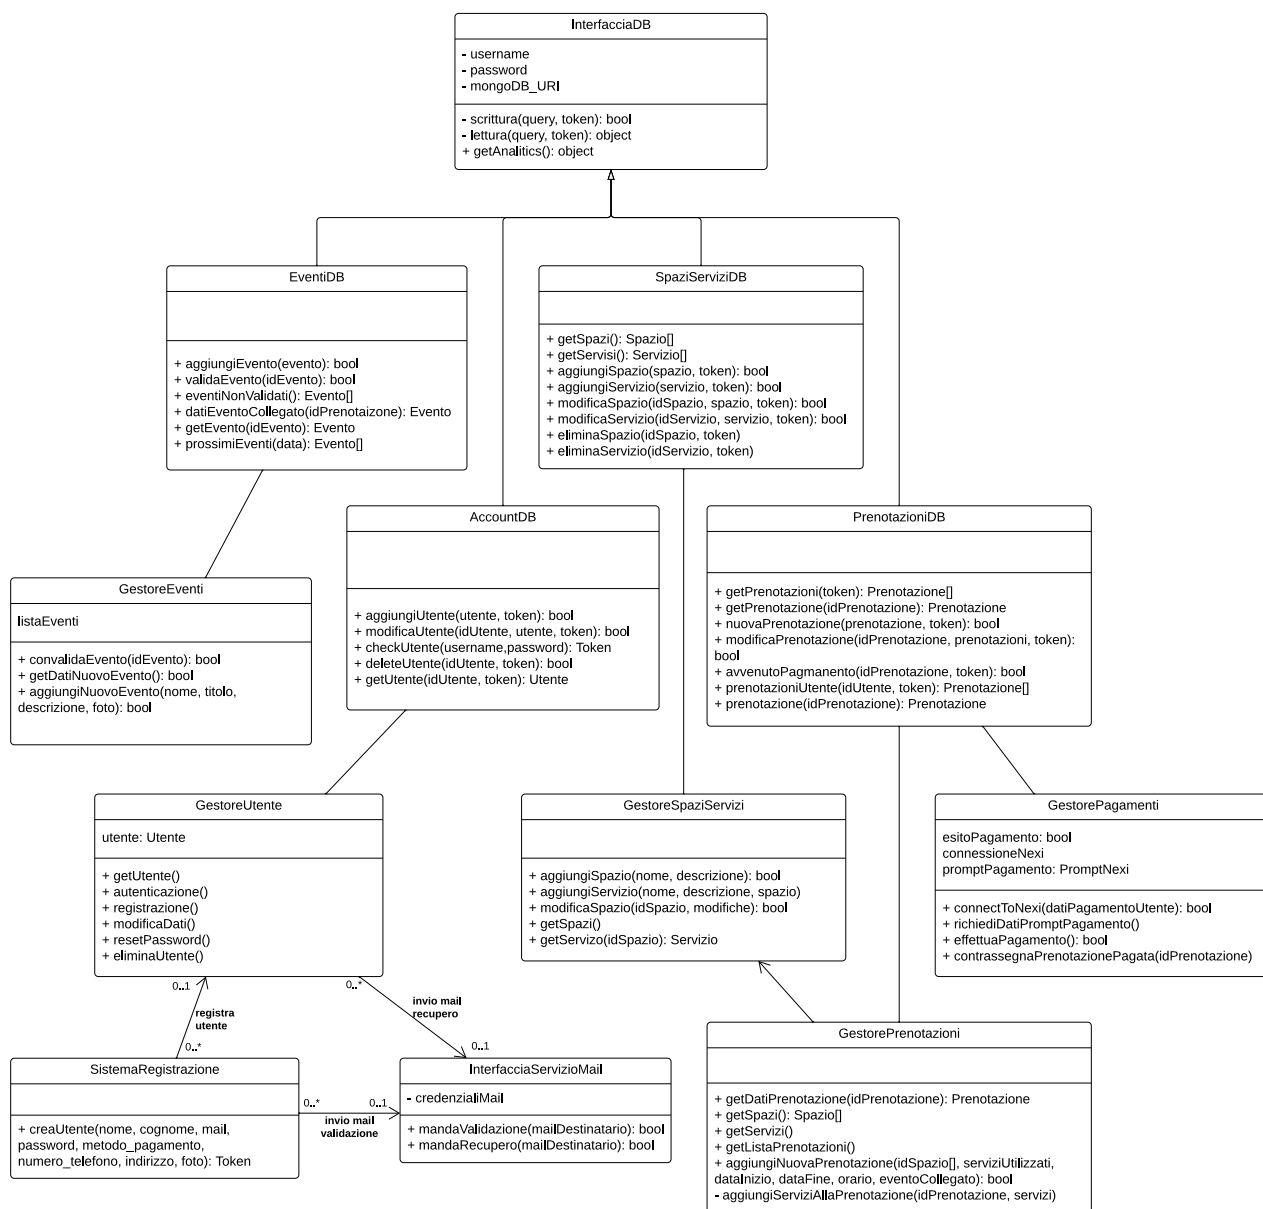 InterfacciaDB
- username
- password
- mongoDB_URI
- scrittura(query, token): bool
- lettura(query, token): object
+ getAnalitics(): object
EventiDB
+ aggiungiEvento(evento): bool
+ validaEvento(idEvento): bool
+ eventiNonValidati(): Evento[]
+ datiEventoCollegato(idPrenotaizone): Evento
+ getEvento(idEvento): Evento
+ prossimiEventi(data): Evento[]
SpaziServiziDB
+ getSpazi(): Spazio[]
+ getServisi(): Servizio[]
+ aggiungiSpazio(spazio, token): bool
+ aggiungiServizio(servizio, token): bool
+ modificaSpazio(idSpazio, spazio, token): bool
+ modificaServizio(idServizio, servizio, token): bool
+ eliminaSpazio(idSpazio, token)
+ eliminaServizio(idServizio, token)
AccountDB
+ aggiungiUtente(utente, token): bool
+ modificaUtente(idUtente, utente, token): bool
+ checkUtente(username,password): Token
+ deleteUtente(idUtente, token): bool
+ getUtente(idUtente, token): Utente
PrenotazioniDB
+ getPrenotazioni(token): Prenotazione[]
+ getPrenotazione(idPrenotazione): Prenotazione
+ nuovaPrenotazione(prenotazione, token): bool
+ modificaPrenotazione(idPrenotazione, prenotazioni, token):
bool
+ avvenutoPagmanento(idPrenotazione, token): bool
+ prenotazioniUtente(idUtente, token): Prenotazione[]
+ prenotazione(idPrenotazione): Prenotazione
GestoreEventi
listaEventi
+ convalidaEvento(idEvento): bool
+ getDatiNuovoEvento(): bool
+ aggiungiNuovoEvento(nome, titolo,
descrizione, foto): bool
GestoreUtente
utente: Utente
+ getUtente()
+ autenticazione()
+ registrazione()
+ modificaDati()
+ resetPassword()
+ eliminaUtente()
GestoreSpaziServizi
+ aggiungiSpazio(nome, descrizione): bool
+ aggiungiServizio(nome, descrizione, spazio)
+ modificaSpazio(idSpazio, modifiche): bool
+ getSpazi()
+ getServizo(idSpazio): Servizio
GestorePagamenti
esitoPagamento: bool
connessioneNexi
promptPagamento: PromptNexi
+ connectToNexi(datiPagamentoUtente): bool
+ richiediDatiPromptPagamento()
+ effettuaPagamento(): bool
+ contrassegnaPrenotazionePagata(idPrenotazione)
0..1
registra
utente
0..*
0..*
invio mail
recupero
0..1
SistemaRegistrazione
+ creaUtente(nome, cognome, mail,
password, metodo_pagamento,
numero_telefono, indirizzo, foto): Token
0..*
0..1
invio mail
validazione
InterfacciaServizioMail
- credenzialiMail
+ mandaValidazione(mailDestinatario): bool
+ mandaRecupero(mailDestinatario): bool
GestorePrenotazioni
+ getDatiPrenotazione(idPrenotazione): Prenotazione
+ getSpazi(): Spazio[]
+ getServizi()
+ getListaPrenotazioni()
+ aggiungiNuovaPrenotazione(idSpazio[], serviziUtilizzati,
dataInizio, dataFine, orario, eventoCollegato): bool
- aggiungiServiziAllaPrenotazione(idPrenotazione, servizi)